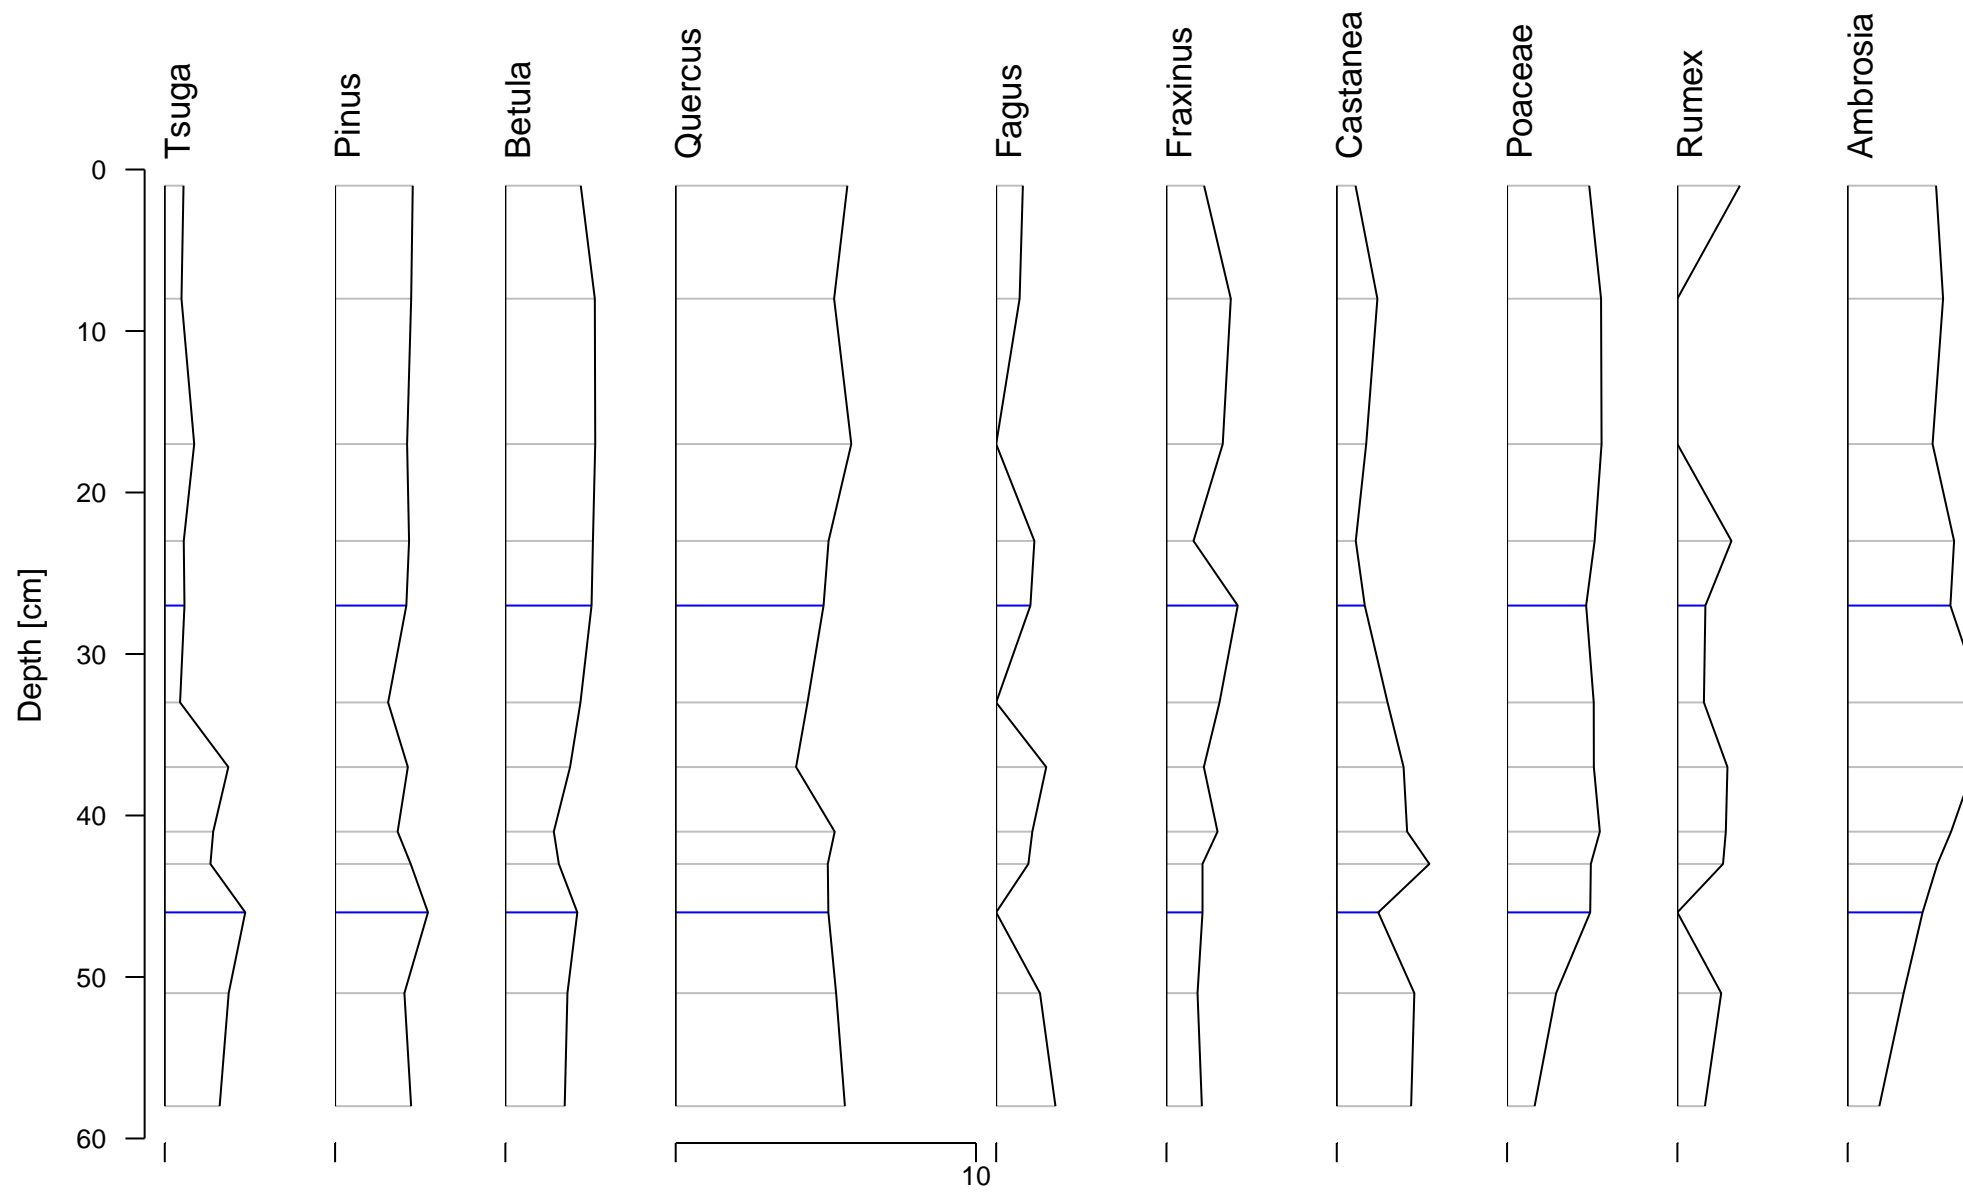 Tsuga
Pinus
Betula
Quercus
Fagus
Fraxinus
Castanea
Poaceae
Rumex
Ambrosia
0
10
20
30
40
50
60
Depth [cm]
10